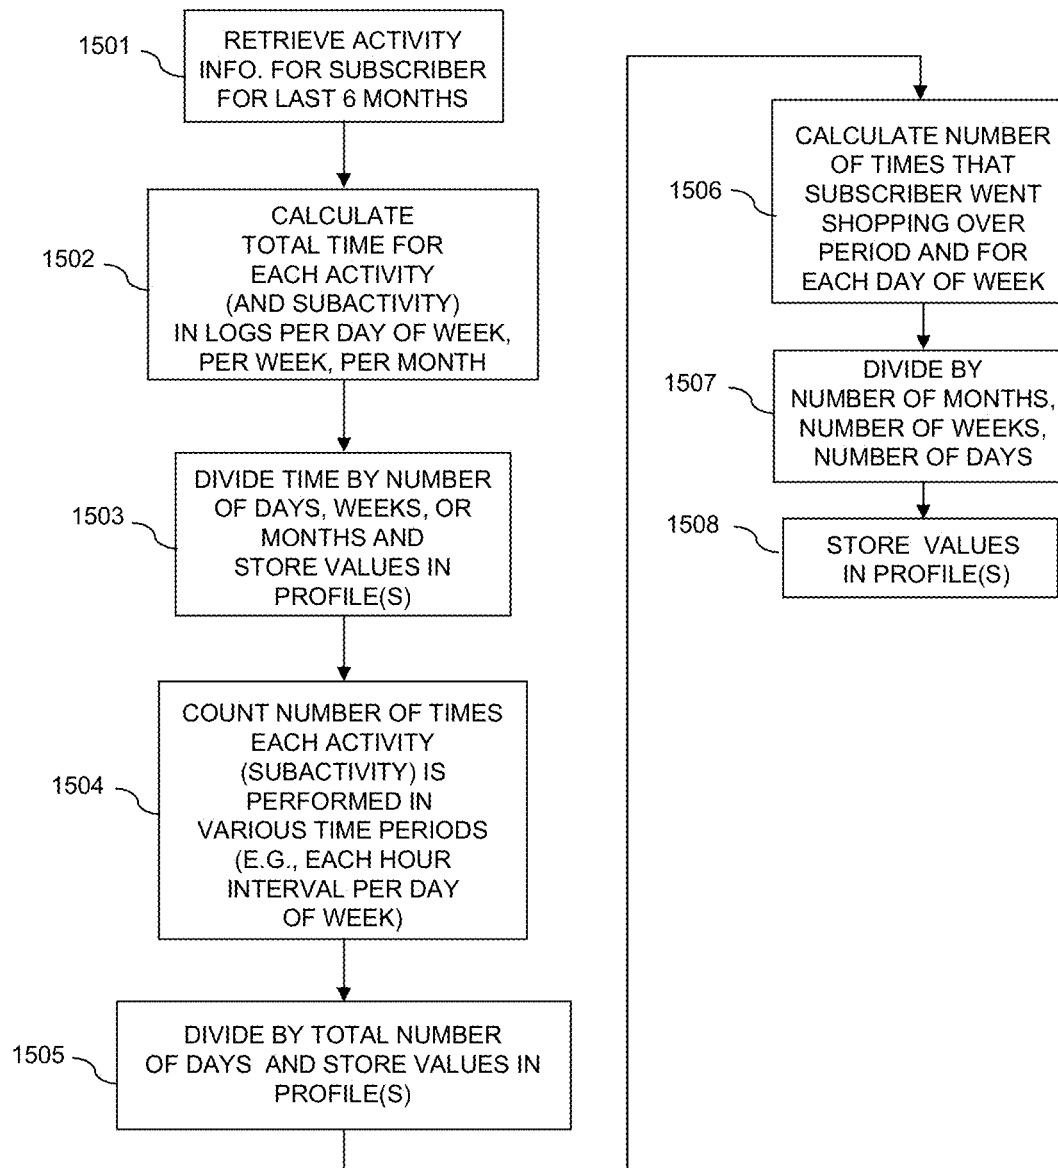 1501
RETRIEVE ACTIVITY
INFO. FOR SUBSCRIBER
FOR LAST 6 MONTHS
1502
CALCULATE
TOTAL TIME FOR
EACH ACTIVITY
(AND SUBACTIVITY)
IN LOGS PER DAY OF WEEK,
PER WEEK, PER MONTH
1503
DIVIDE TIME BY NUMBER
OF DAYS, WEEKS, OR
MONTHS AND
STORE VALUES IN
PROFILE(S)
1504
COUNT NUMBER OF TIMES
EACH ACTIVITY
(SUBACTIVITY) IS
PERFORMED IN
VARIOUS TIME PERIODS
(E.G., EACH HOUR
INTERVAL PER DAY
OF WEEK)
1505
DIVIDE BY TOTAL NUMBER
OF DAYS AND STORE VALUES IN
PROFILE(S)
1506
CALCULATE NUMBER
OF TIMES THAT
SUBSCRIBER WENT
SHOPPING OVER
PERIOD AND FOR
EACH DAY OF WEEK
1507
DIVIDE BY
NUMBER OF MONTHS,
NUMBER OF WEEKS,
NUMBER OF DAYS
1508
STORE VALUES
IN PROFILE(S)